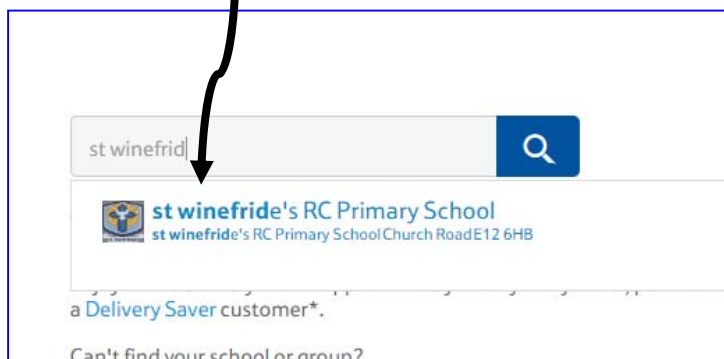 st winefrid
st winefride's RC Primary School
st winefride's RC Primary School Church Road E12 6HB
a Delivery Saver customer*.
Can't find your school or group?